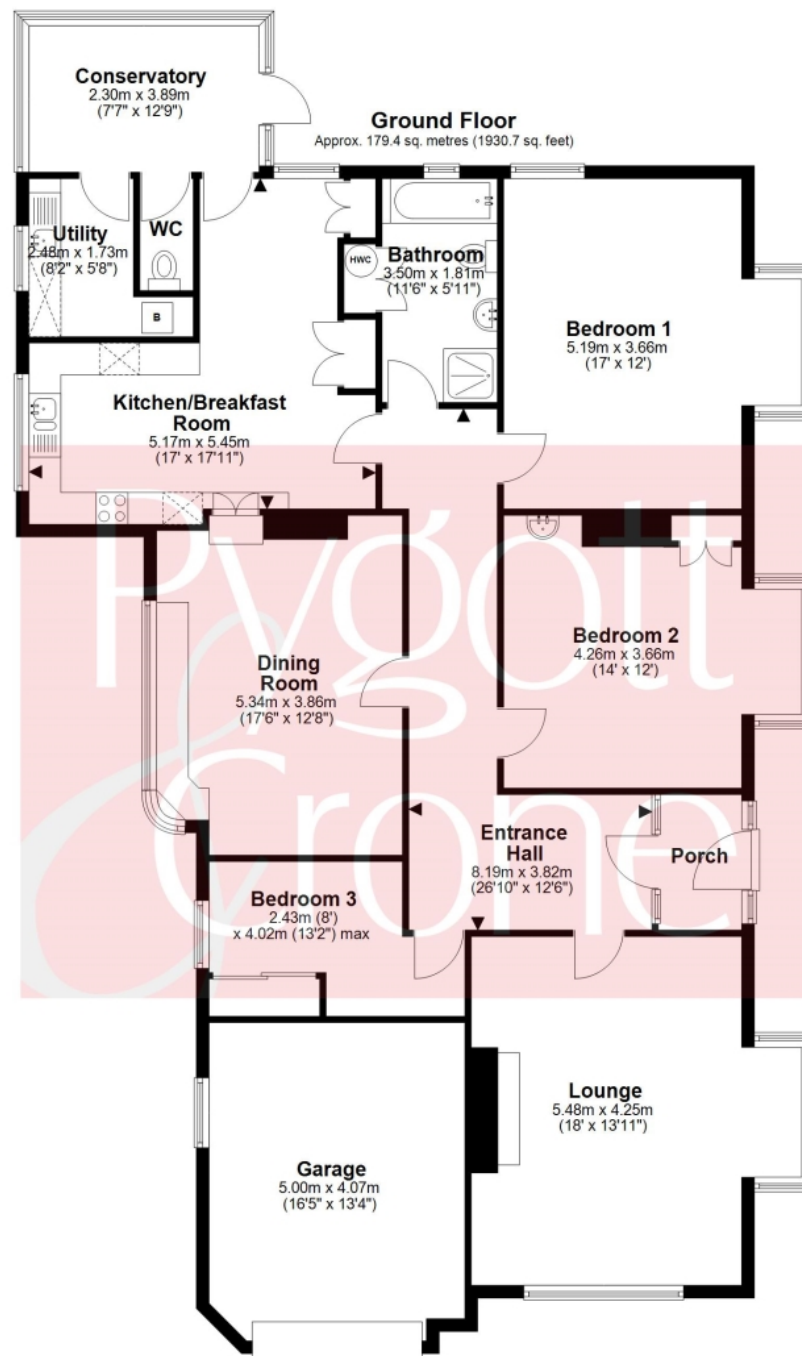 Conservatory
2.30m x 3.89m
(7'7" x 12'9")
Ground Floor
Approx. 179.4 sq. metres (1930.7 sq. feet)
Utility
2.48m x 1.73m
(8'2" x 5'8")
WC
B
HWC
Bathroom
3.50m x 1.81m
(11'6" x 5'11")
Bedroom 1
5.19m x 3.66m
(17' x 12')
Kitchen/Breakfast
Room
5.17m x 5.45m
(17' x 17'11")
Pygott
& Crone
Dining
Room
5.34m x 3.86m
(17'6" x 12'8")
Bedroom 2
4.26m x 3.66m
(14' x 12')
Entrance
Hall
8.19m x 3.82m
(26'10" x 12'6")
Porch
Bedroom 3
2.43m (8')
x 4.02m (13'2") max
Lounge
5.48m x 4.25m
(18' x 13'11")
Garage
5.00m x 4.07m
(16'5" x 13'4")